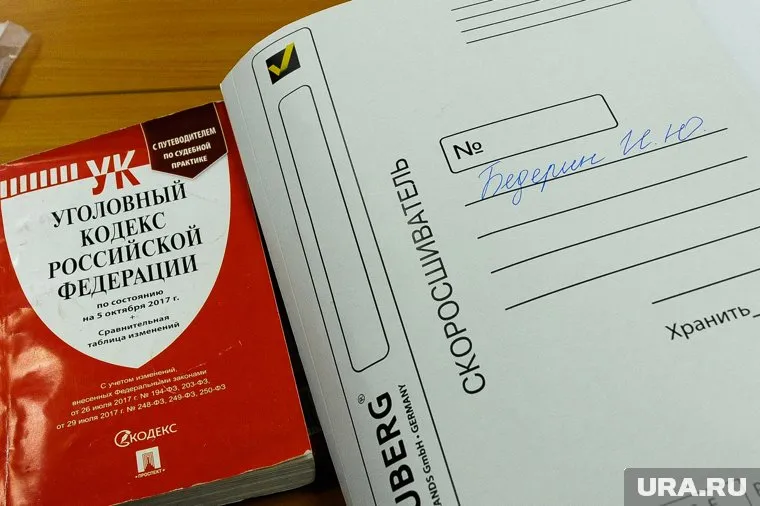 С ПУТЕВОДИТЕЛЕМ
ПО СУДЕБНОЙ
ПРАКТИКЕ
УК
УГОЛОВНЫЙ
КОДЕКС
РОССИЙСКОЙ
ФЕДЕРАЦИИ
по состоянию
на 5 октября 2017 г.
+
Сравнительная
таблица изменений
С учетом изменений,
внесенных Федеральными законами
от 26 июля 2017 г. № 194-ФЗ, 203-ФЗ,
от 29 июля 2017 г. № 248-ФЗ, 249-ФЗ, 250-ФЗ
КОДЕКС
ПРОСПЕКТ
СКОРОСШИВАТЕЛЬ
№
Бедерин И.Ю.
Хранить
UBERG®
ANDS GmbH • GERMANY
URA.RU